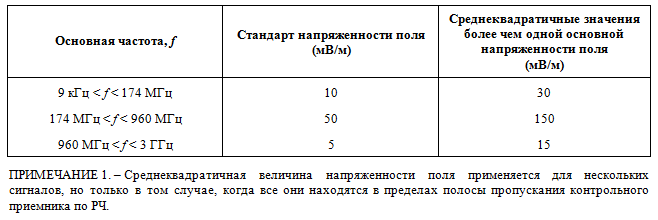 Основная частота, f
Стандарт напряженности поля
(мВ/м)
Среднеквадратичные значения
более чем одной основной
напряженности поля
(мВ/м)
9 кГц < f < 174 МГц 10 30
174 МГц < f < 960 МГц 50 150
960 МГц < f < 3 ГГц 5 15
ПРИМЕЧАНИЕ 1. – Среднеквадратичная величина напряженности поля применяется для нескольких
сигналов, но только в том случае, когда все они находятся в пределах полосы пропускания контрольного
приемника по РЧ.